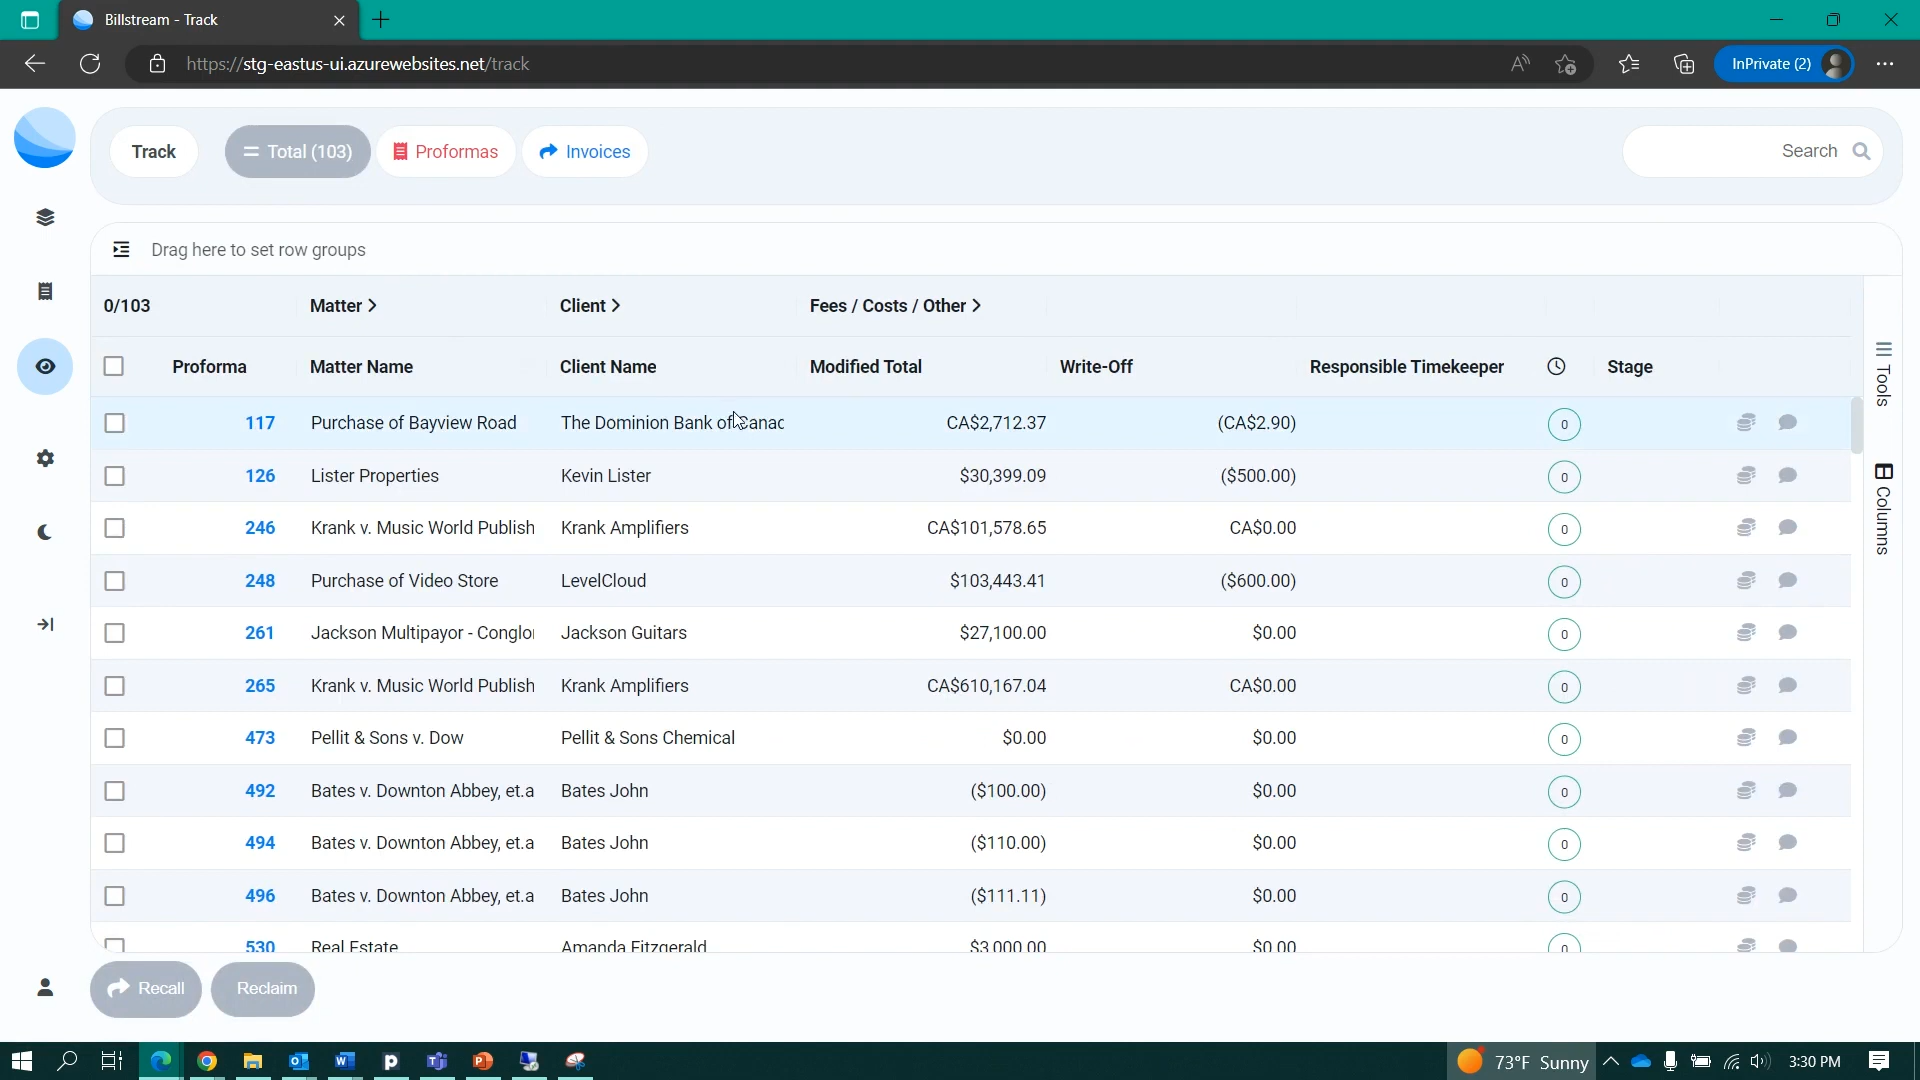 Billstream - Track
https://stg-eastus-ui.azurewebsites.net/track
InPrivate (2)
Track
Total (103)
Proformas
Invoices
Search
Drag here to set row groups
0/103 Matter Client Fees / Costs / Other
Proforma Matter Name Client Name Modified Total Write-Off Responsible Timekeeper Stage
117 Purchase of Bayview Road The Dominion Bank of Canac CA$2,712.37 (CA$2.90) 0
126 Lister Properties Kevin Lister $30,399.09 ($500.00) 0
246 Krank v. Music World Publish Krank Amplifiers CA$101,578.65 CA$0.00 0
248 Purchase of Video Store LevelCloud $103,443.41 ($600.00) 0
261 Jackson Multipayor - Conglo Jackson Guitars $27,100.00 $0.00 0
265 Krank v. Music World Publish Krank Amplifiers CA$610,167.04 CA$0.00 0
473 Pellit & Sons v. Dow Pellit & Sons Chemical $0.00 $0.00 0
492 Bates v. Downton Abbey, et.a Bates John ($100.00) $0.00 0
494 Bates v. Downton Abbey, et.a Bates John ($110.00) $0.00 0
496 Bates v. Downton Abbey, et.a Bates John ($111.11) $0.00 0
530 Real Estate Amanda Fitzgerald $3,000.00 $0.00 0
Tools
Columns
Recall
Reclaim
73°F Sunny
3:30 PM